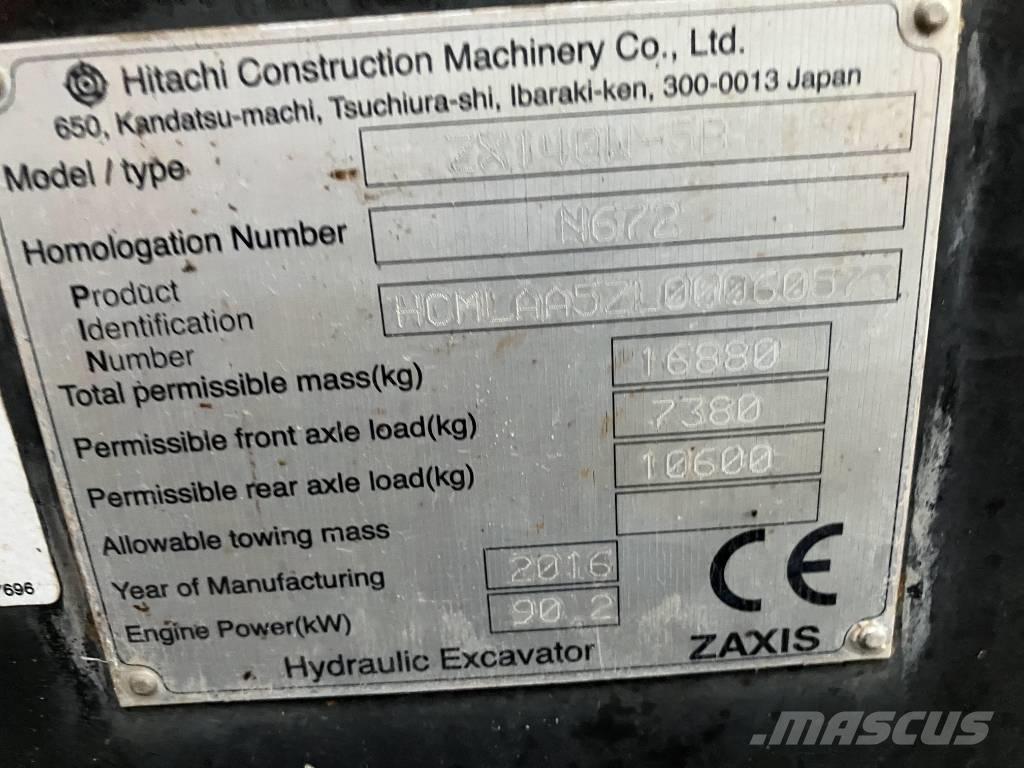 Hitachi Construction Machinery Co., Ltd.
650, Kandatsu-machi, Tsuchiura-shi, Ibaraki-ken, 300-0013 Japan
Model / type ZX140W-5B
Homologation Number N672
Product
Identification
Number
Total permissible mass(kg) 16880
Permissible front axle load(kg) 7380
Permissible rear axle load(kg) 10600
Allowable towing mass
Year of Manufacturing 2016
Engine Power(kW) 90.2
Hydraulic Excavator
CE
ZAXIS
7696
MASCUS